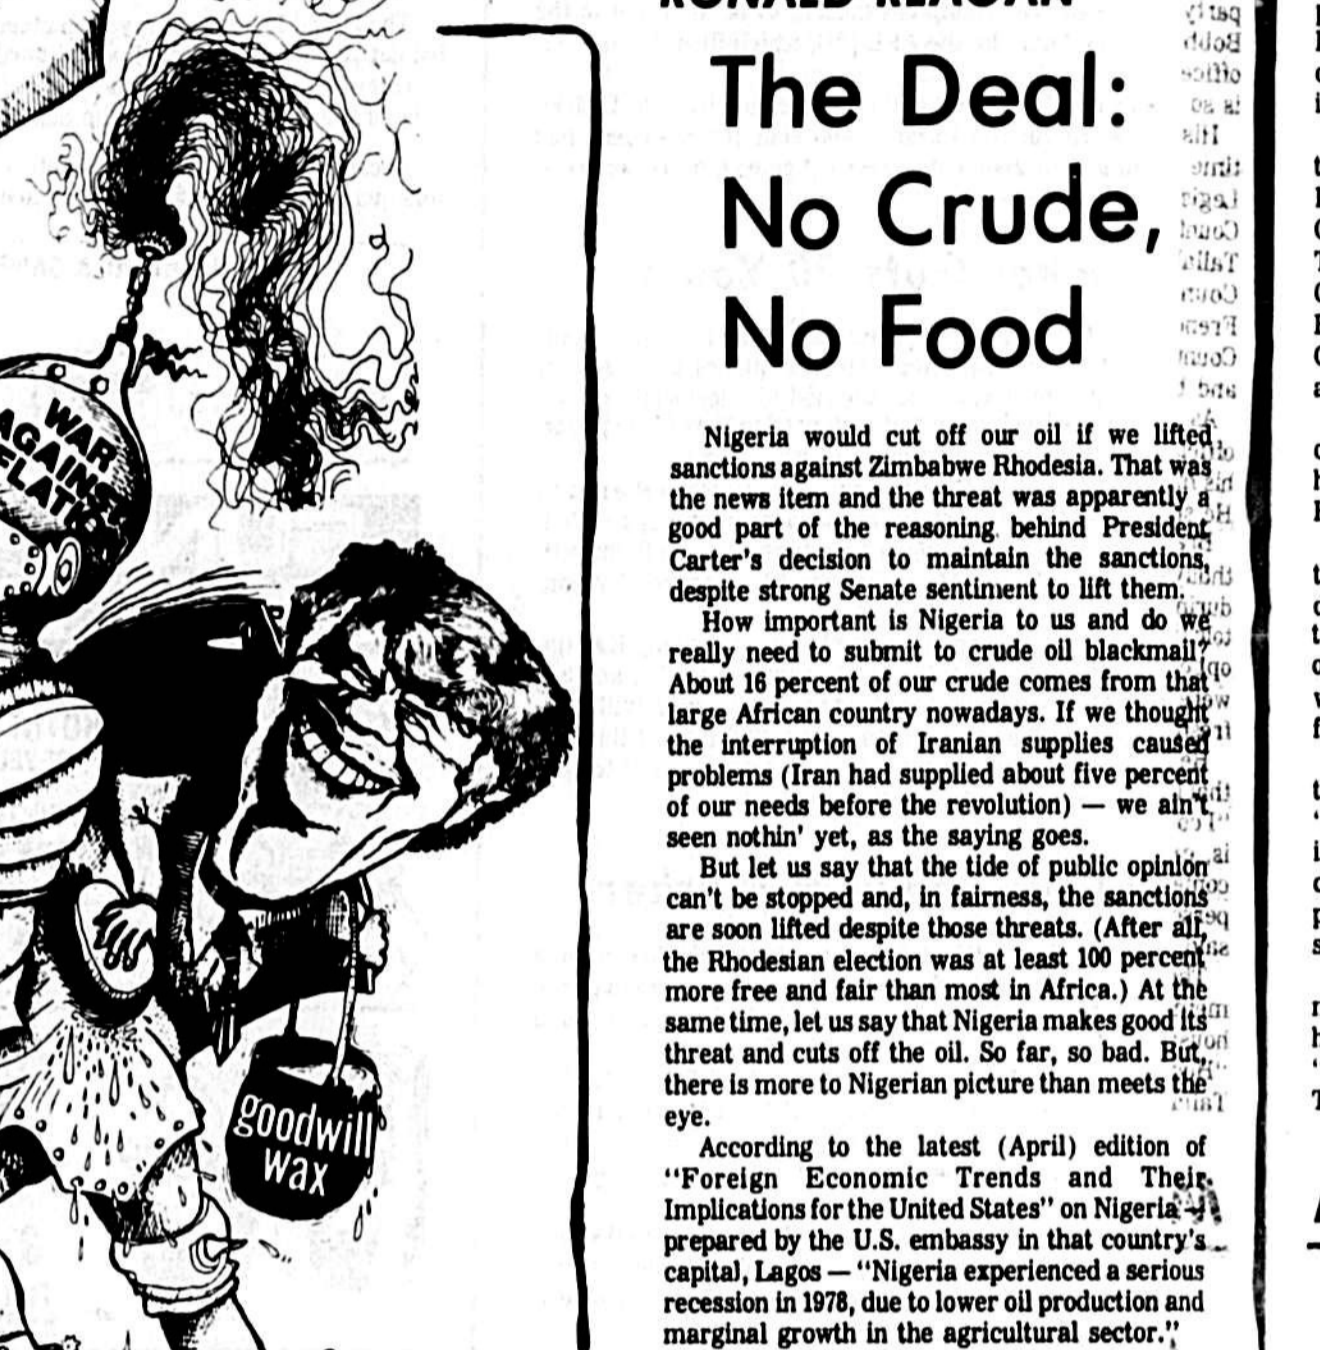 RONALD REAGAN
The Deal:
No Crude,
No Food
Nigeria would cut off our oil if we lifted
sanctions against Zimbabwe Rhodesia. That was
the news item and the threat was apparently a
good part of the reasoning behind President
Carter's decision to maintain the sanctions,
despite strong Senate sentiment to lift them.
How important is Nigeria to us and do we
really need to submit to crude oil blackmail?
About 16 percent of our crude comes from that
large African country nowadays. If we thought
the interruption of Iranian supplies caused
problems (Iran had supplied about five percent
of our needs before the revolution) — we ain't
seen nothin' yet, as the saying goes.
But let us say that the tide of public opinion
can't be stopped and, in fairness, the sanctions
are soon lifted despite those threats. (After all,
the Rhodesian election was at least 100 percent
more free and fair than most in Africa.) At the
same time, let us say that Nigeria makes good its
threat and cuts off the oil. So far, so bad. But,
there is more to Nigerian picture than meets the
eye.
According to the latest (April) edition of
"Foreign Economic Trends and Their
Implications for the United States" on Nigeria —
prepared by the U.S. embassy in that country's
capital, Lagos — "Nigeria experienced a serious
recession in 1978, due to lower oil production and
marginal growth in the agricultural sector."
WAR
AGAINST
goodwill
wax